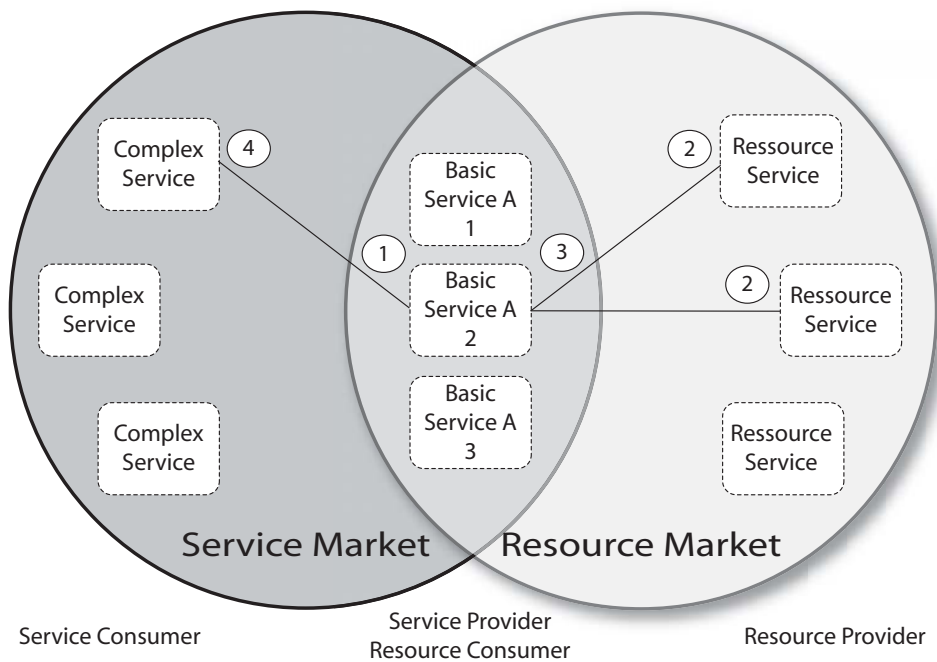 Complex
Service
4
Basic
Service A
1
2
Ressource
Service
1
3
Complex
Service
Basic
Service A
2
2
Ressource
Service
Complex
Service
Basic
Service A
3
Ressource
Service
Service Market
Resource Market
Service Consumer
Service Provider
Resource Consumer
Resource Provider